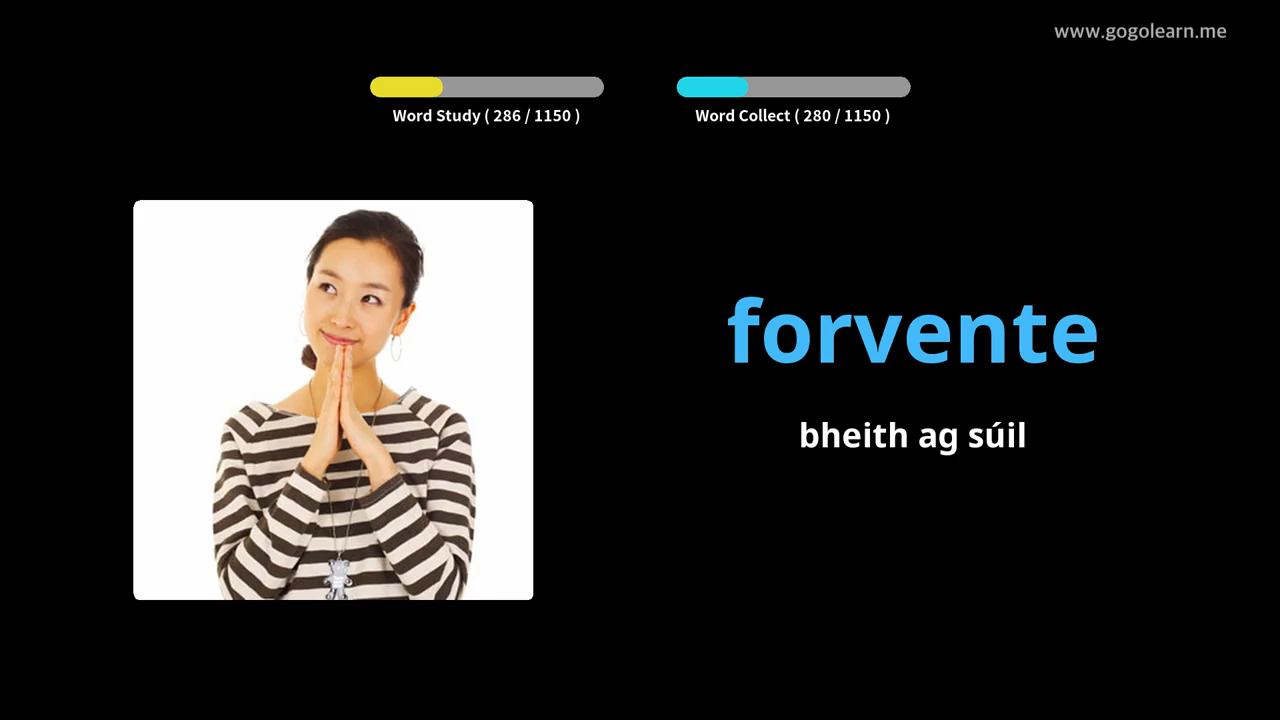 www.gogolearn.me
Word Study ( 286 / 1150 )
Word Collect ( 280 / 1150 )
forvente
bheith ag súil